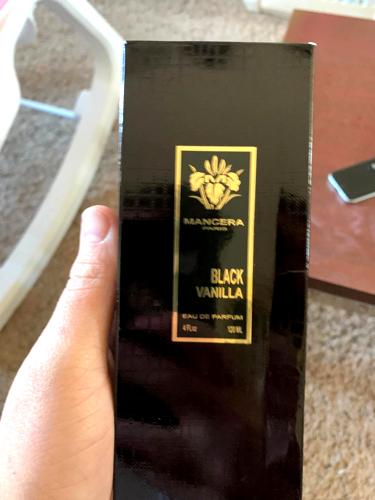 MANCERA
PARIS
BLACK
VANILLA
EAU DE PARFUM
4 Fl.oz 120 ML